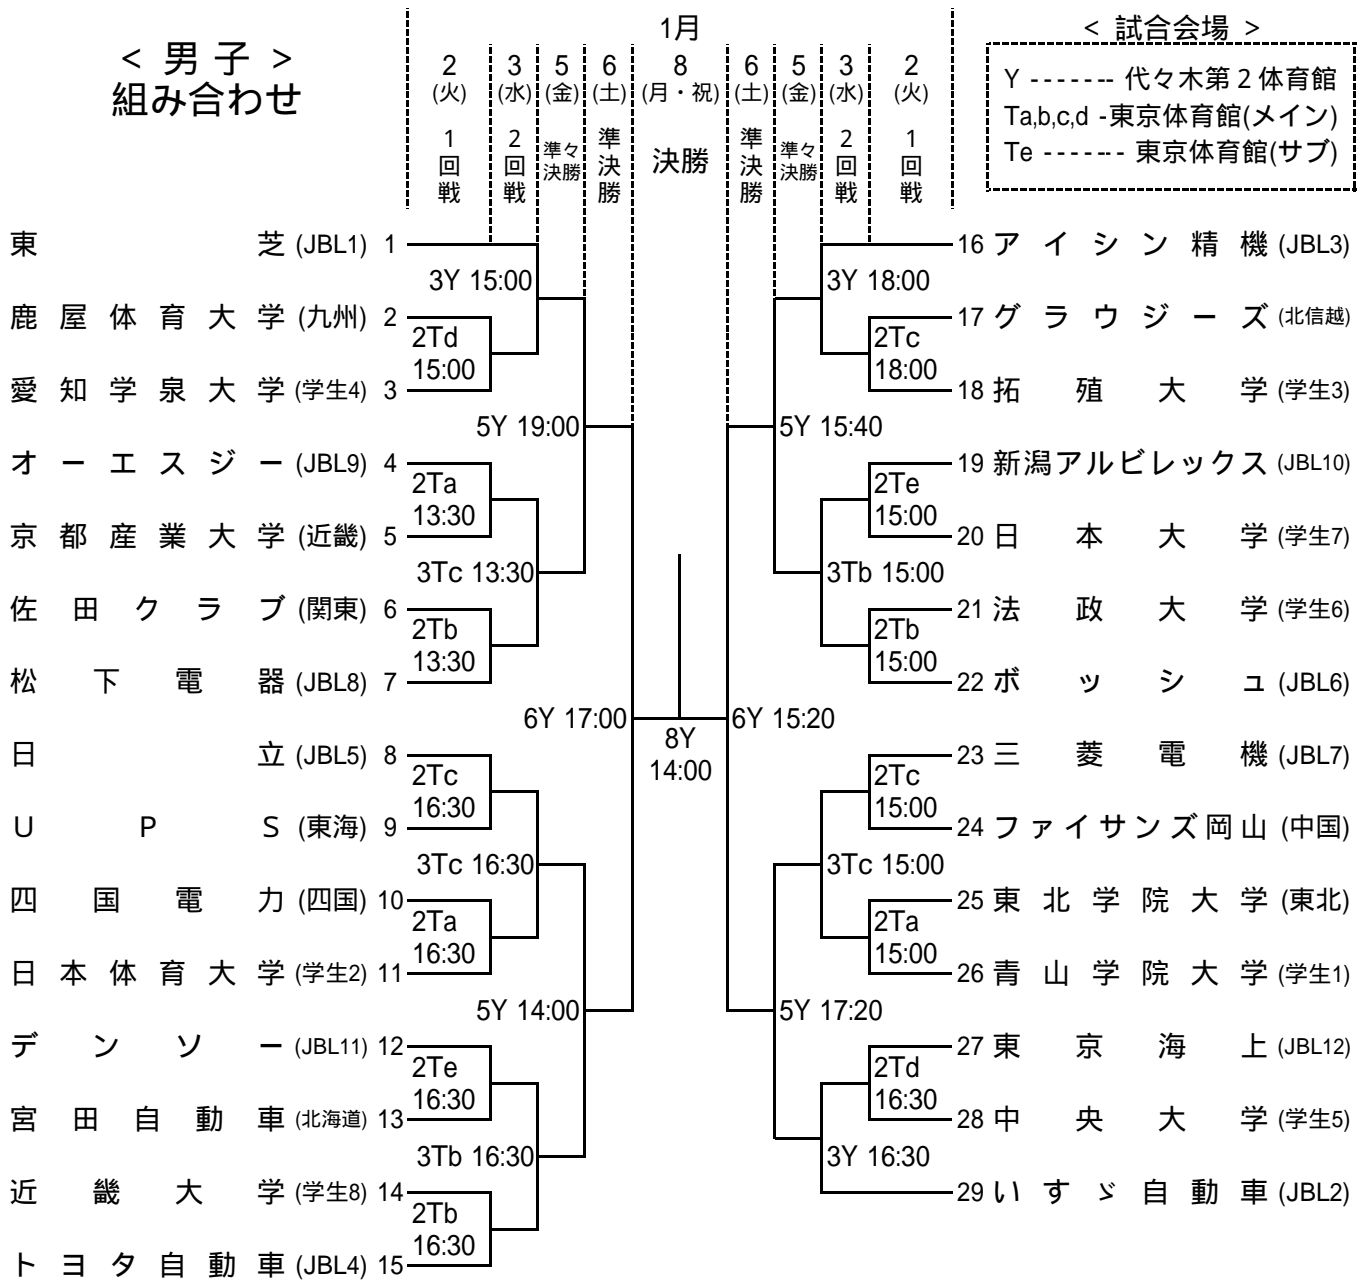 < 男 子 >
組み合わせ
1月
2 3 5 6 8 6 5 3 2
(火) (水) (金) (土) (月・祝) (土) (金) (水) (火)
1回戦 2回戦 準々決勝 準決勝 決勝 準決勝 準々決勝 2回戦 1回戦
< 試合会場 >
Y ------- 代々木第２体育館
Ta,b,c,d -東京体育館(メイン)
Te ------- 東京体育館(サブ)
東芝 (JBL1) 1
鹿屋体育大学 (九州) 2
愛知学泉大学 (学生4) 3
オーエスジー (JBL9) 4
京都産業大学 (近畿) 5
佐田クラブ (関東) 6
松下電器 (JBL8) 7
日立 (JBL5) 8
ＵＰＳ (東海) 9
四国電力 (四国) 10
日本体育大学 (学生2) 11
デンソー (JBL11) 12
宮田自動車 (北海道) 13
近畿大学 (学生8) 14
トヨタ自動車 (JBL4) 15
3Y 15:00
2Td
15:00
5Y 19:00
2Ta
13:30
3Tc 13:30
2Tb
13:30
6Y 17:00
2Tc
16:30
3Tc 16:30
2Ta
16:30
5Y 14:00
2Te
16:30
3Tb 16:30
2Tb
16:30
8Y
14:00
3Y 18:00
2Tc
18:00
5Y 15:40
2Te
15:00
3Tb 15:00
2Tb
15:00
6Y 15:20
2Tc
15:00
3Tc 15:00
2Ta
15:00
5Y 17:20
2Td
16:30
3Y 16:30
16 アイシン精機 (JBL3)
17 グラウジーズ (北信越)
18 拓殖大学 (学生3)
19 新潟アルビレックス (JBL10)
20 日本大学 (学生7)
21 法政大学 (学生6)
22 ボッシュ (JBL6)
23 三菱電機 (JBL7)
24 ファイサンズ岡山 (中国)
25 東北学院大学 (東北)
26 青山学院大学 (学生1)
27 東京海上 (JBL12)
28 中央大学 (学生5)
29 いすゞ自動車 (JBL2)